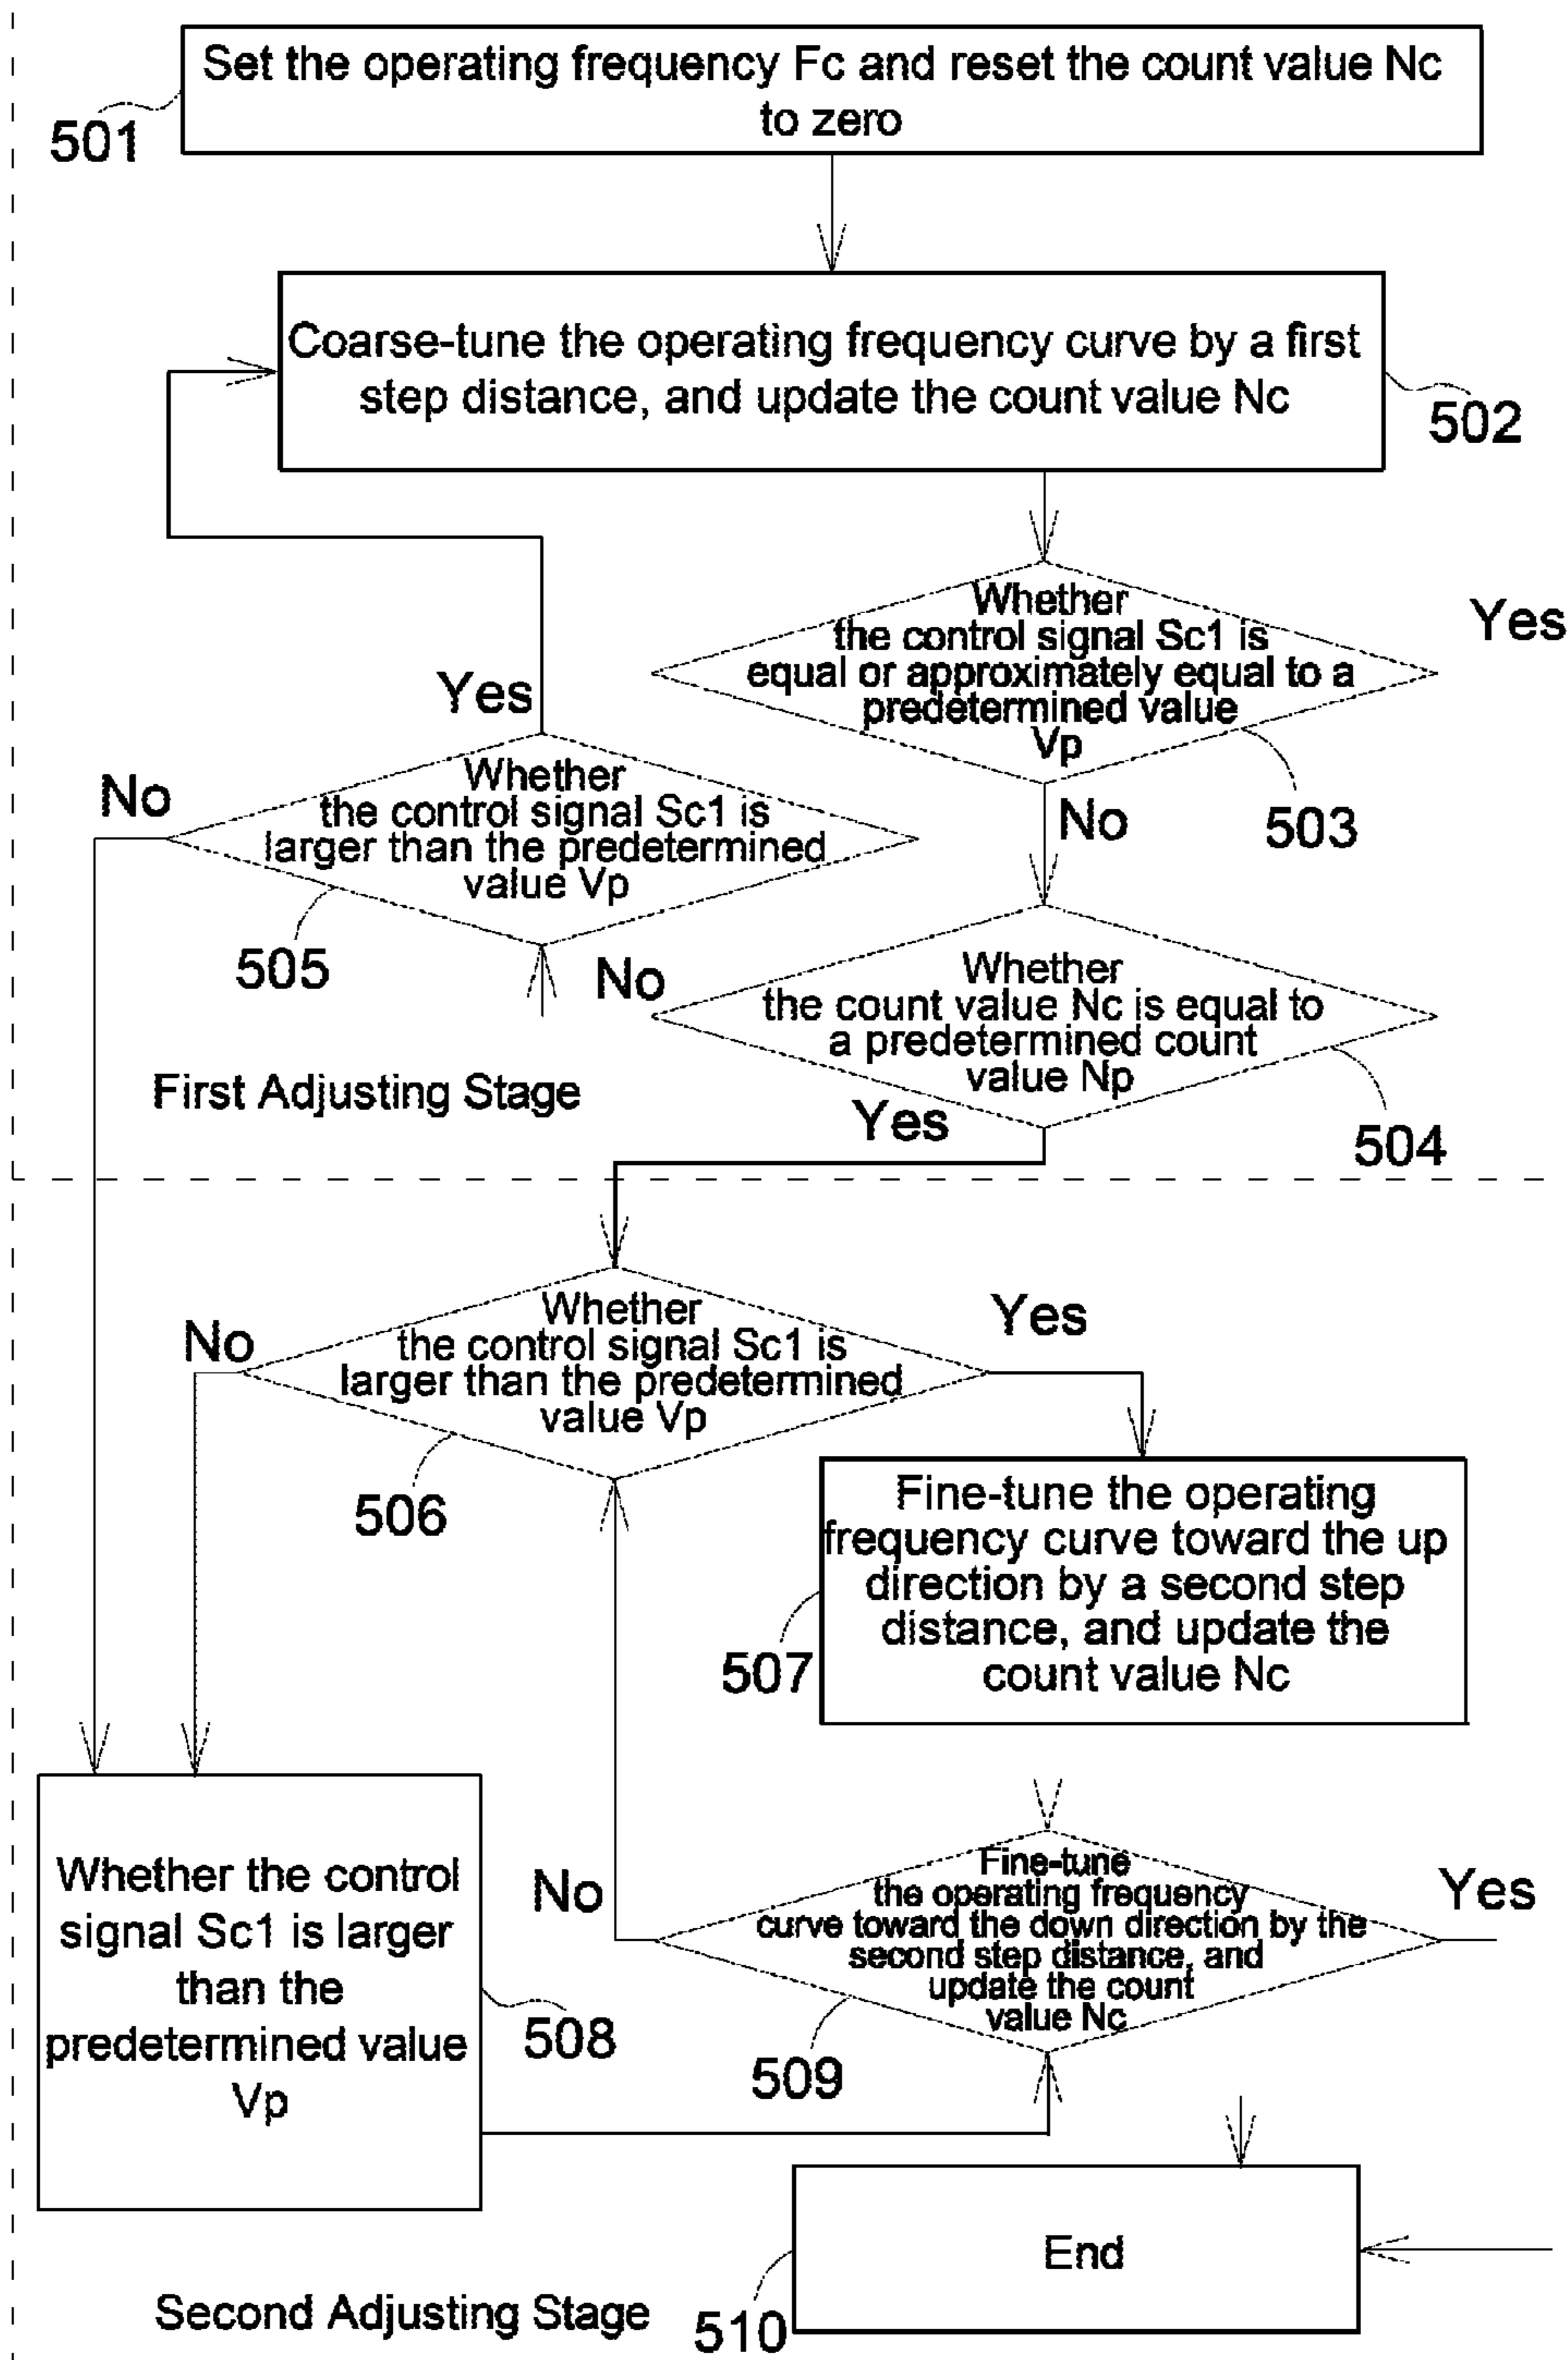 Set the operating frequency Fc and reset the count value Nc
to zero
501
Coarse-tune the operating frequency curve by a first
step distance, and update the count value Nc
502
Whether
the control signal Sc1 is
equal or approximately equal to a
predetermined value
Vp
Yes
503
No
Yes
No
Whether
the control signal Sc1 is
larger than the predetermined
value Vp
505
No
Whether
the count value Nc is equal to
a predetermined count
value Np
504
Yes
First Adjusting Stage
Whether
the control signal Sc1 is
larger than the predetermined
value Vp
No
Yes
506
Fine-tune the operating
frequency curve toward the up
direction by a second step
distance, and update the
count value Nc
507
Whether the control
signal Sc1 is larger
than the
predetermined value
Vp
508
No
Fine-tune
the operating frequency
curve toward the down direction by the
second step distance, and
update the count
value Nc
Yes
509
End
510
Second Adjusting Stage